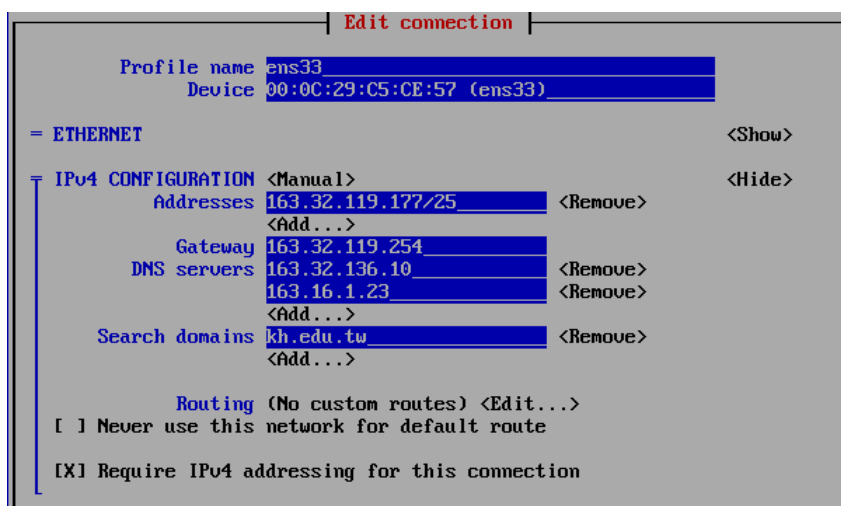 Edit connection
Profile name ens33
Device 00:0C:29:C5:CE:57 (ens33)
= ETHERNET <Show>
IPv4 CONFIGURATION <Manual> <Hide>
Addresses 163.32.119.177/25 <Remove>
<Add...>
Gateway 163.32.119.254
DNS servers 163.32.136.10 <Remove>
163.16.1.23 <Remove>
<Add...>
Search domains kh.edu.tw <Remove>
<Add...>
Routing (No custom routes) <Edit...>
[ ] Never use this network for default route
[X] Require IPv4 addressing for this connection